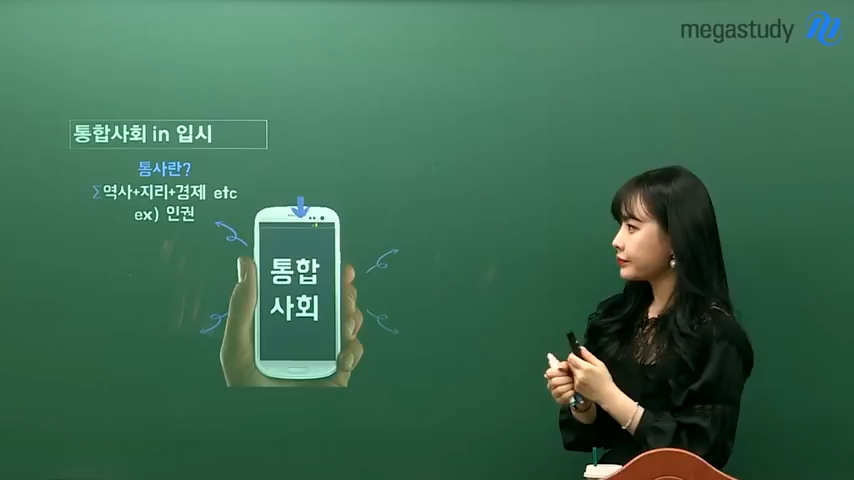 megastudy
통합사회 in 입시
통사란?
∑역사+지리+경제 etc
ex) 인권
통합
사회